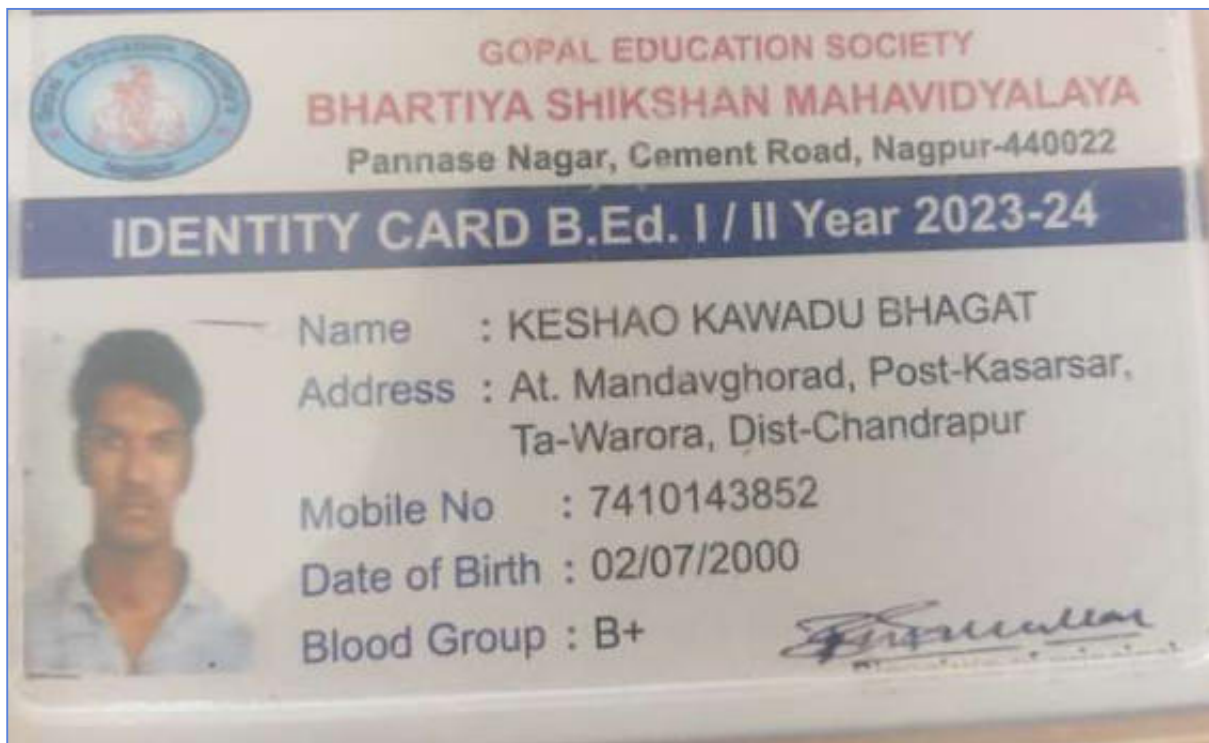 GOPAL EDUCATION SOCIETY
BHARTIYA SHIKSHAN MAHAVIDYALAYA
Pannase Nagar, Cement Road, Nagpur-440022
IDENTITY CARD B.Ed. I / II Year 2023-24
Name : KESHAO KAWADU BHAGAT
Address : At. Mandavghorad, Post-Kasarsar,
Ta-Warora, Dist-Chandrapur
Mobile No : 7410143852
Date of Birth : 02/07/2000
Blood Group : B+